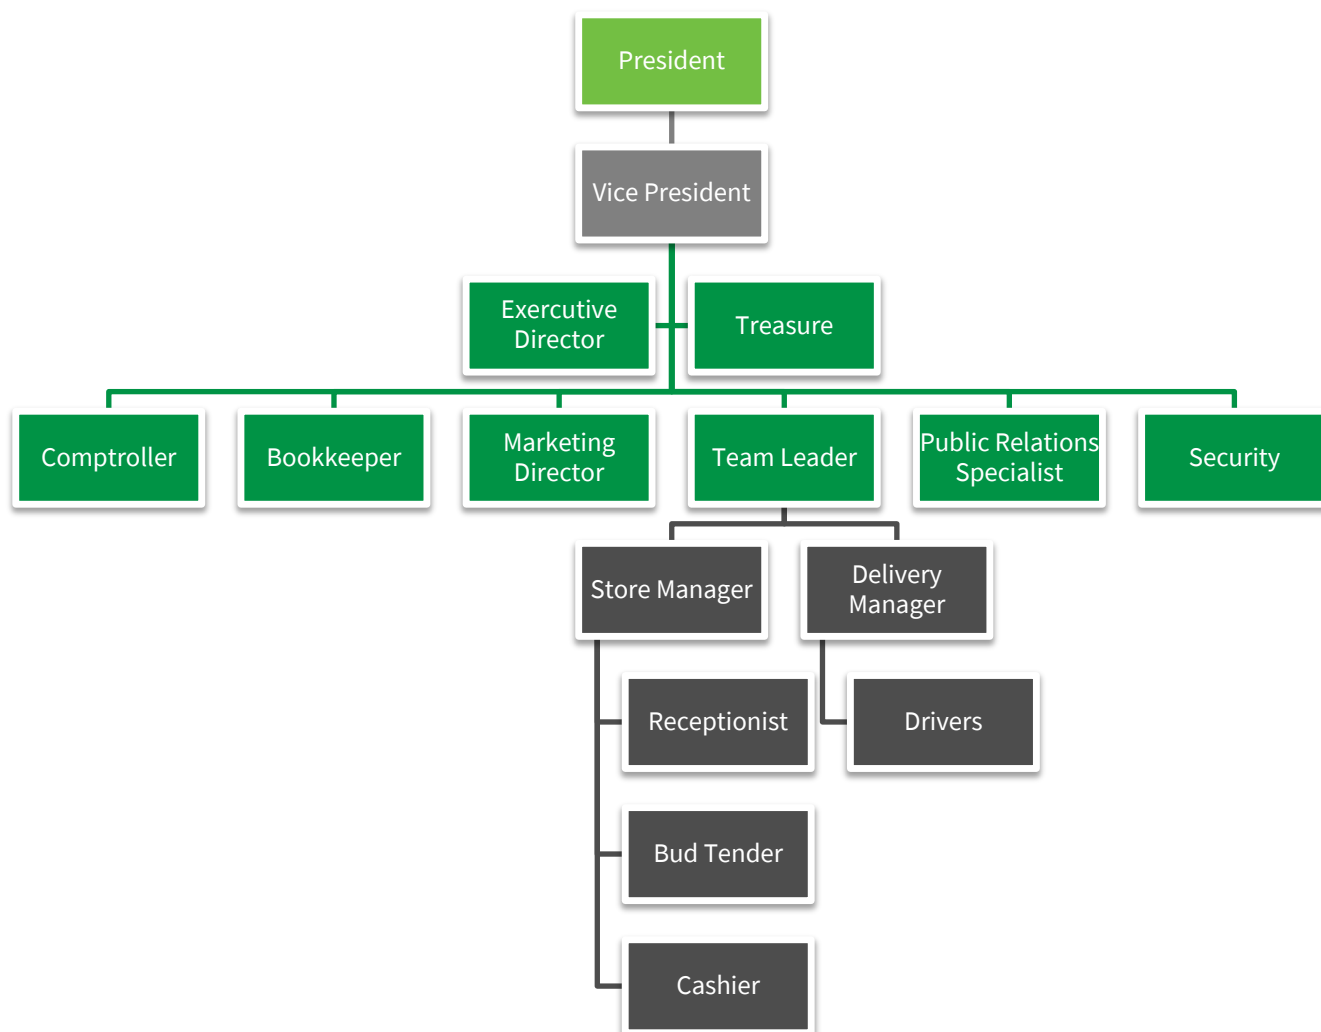 President
Vice President
Exercutive
Director
Treasure
Comptroller
Bookkeeper
Marketing
Director
Team Leader
Public Relations
Specialist
Security
Store Manager
Delivery
Manager
Receptionist
Drivers
Bud Tender
Cashier